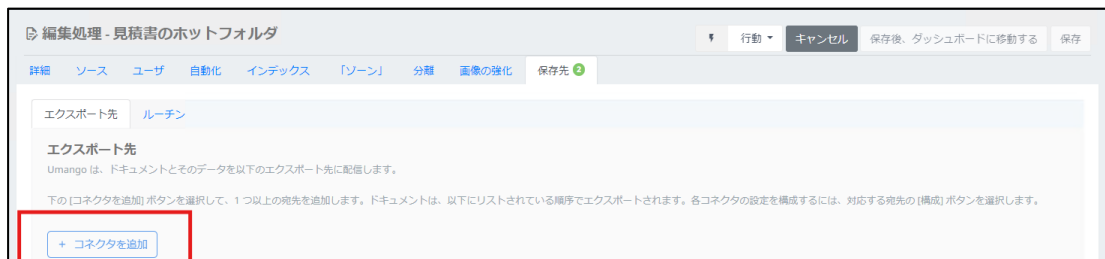 編集処理 - 見積書のホットフォルダ
行動 キャンセル 保存後、ダッシュボードに移動する 保存
詳細 ソース ユーザ 自動化 インデックス 「ゾーン」 分離 画像の強化 保存先 2
エクスポート先 ルーチン
エクスポート先
Umango は、ドキュメントとそのデータを以下のエクスポート先に配信します。
下の [コネクタを追加] ボタンを選択して、1 つ以上の宛先を追加します。ドキュメントは、以下にリストされている順序でエクスポートされます。各コネクタの設定を構成するには、対応する宛先の [構成] ボタンを選択します。
+ コネクタを追加